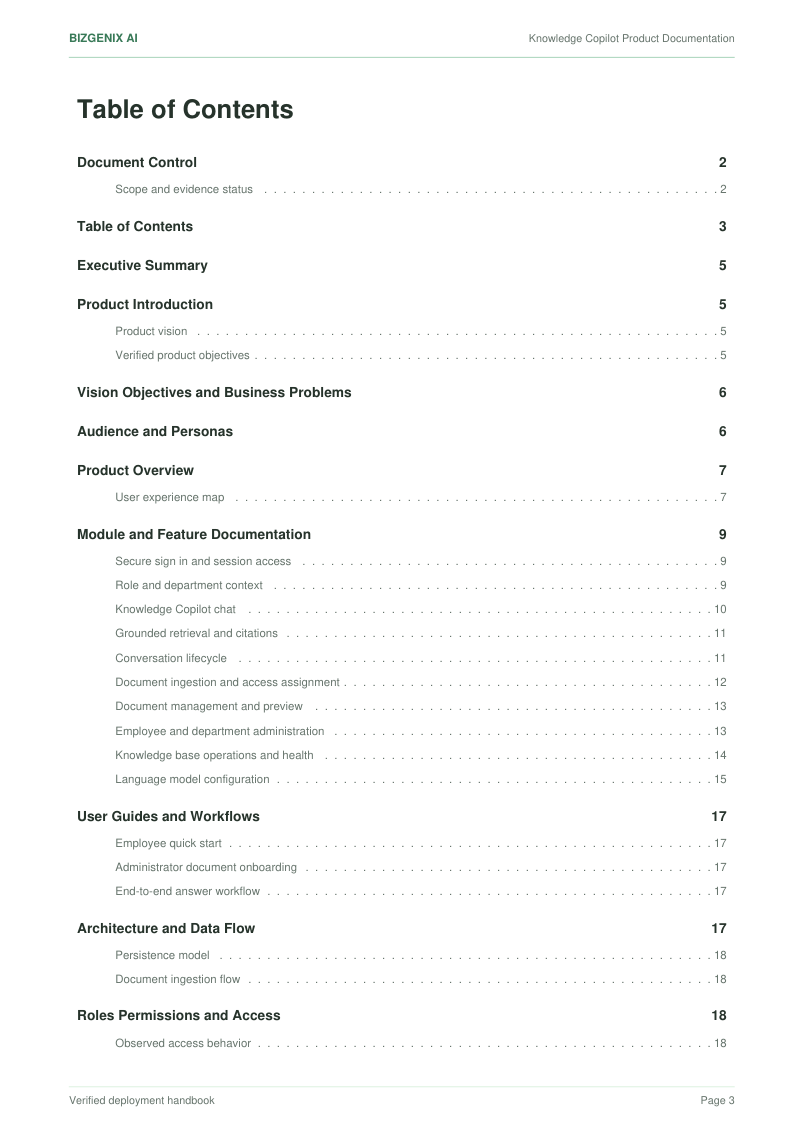 BIZGENIX AI Knowledge Copilot Product Documentation
Table of Contents
Document Control 2
Scope and evidence status . . . . . . . . . . . . . . . . . . . . . . . . . . . . . . . . . . . . . . . 2
Table of Contents 3
Executive Summary 5
Product Introduction 5
Product vision . . . . . . . . . . . . . . . . . . . . . . . . . . . . . . . . . . . . . . . . . . . . 5
Verified product objectives . . . . . . . . . . . . . . . . . . . . . . . . . . . . . . . . . . . . . . . 5
Vision Objectives and Business Problems 6
Audience and Personas 6
Product Overview 7
User experience map . . . . . . . . . . . . . . . . . . . . . . . . . . . . . . . . . . . . . . . . . 7
Module and Feature Documentation 9
Secure sign in and session access . . . . . . . . . . . . . . . . . . . . . . . . . . . . . . . . . . . 9
Role and department context . . . . . . . . . . . . . . . . . . . . . . . . . . . . . . . . . . . . . . 9
Knowledge Copilot chat . . . . . . . . . . . . . . . . . . . . . . . . . . . . . . . . . . . . . . . 10
Grounded retrieval and citations . . . . . . . . . . . . . . . . . . . . . . . . . . . . . . . . . . . . 11
Conversation lifecycle . . . . . . . . . . . . . . . . . . . . . . . . . . . . . . . . . . . . . . . . 11
Document ingestion and access assignment . . . . . . . . . . . . . . . . . . . . . . . . . . . . . . . 12
Document management and preview . . . . . . . . . . . . . . . . . . . . . . . . . . . . . . . . . . 13
Employee and department administration . . . . . . . . . . . . . . . . . . . . . . . . . . . . . . . . 13
Knowledge base operations and health . . . . . . . . . . . . . . . . . . . . . . . . . . . . . . . . . 14
Language model configuration . . . . . . . . . . . . . . . . . . . . . . . . . . . . . . . . . . . . . 15
User Guides and Workflows 17
Employee quick start . . . . . . . . . . . . . . . . . . . . . . . . . . . . . . . . . . . . . . . . . 17
Administrator document onboarding . . . . . . . . . . . . . . . . . . . . . . . . . . . . . . . . . . 17
End-to-end answer workflow . . . . . . . . . . . . . . . . . . . . . . . . . . . . . . . . . . . . . . 17
Architecture and Data Flow 17
Persistence model . . . . . . . . . . . . . . . . . . . . . . . . . . . . . . . . . . . . . . . . . . 18
Document ingestion flow . . . . . . . . . . . . . . . . . . . . . . . . . . . . . . . . . . . . . . . 18
Roles Permissions and Access 18
Observed access behavior . . . . . . . . . . . . . . . . . . . . . . . . . . . . . . . . . . . . . . 18
Verified deployment handbook Page 3